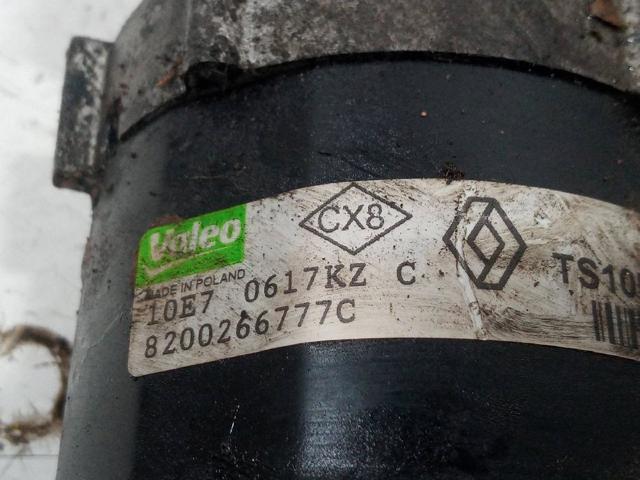 Valeo
MADE IN POLAND
CX8
10E7 0617KZ C
8200266777C